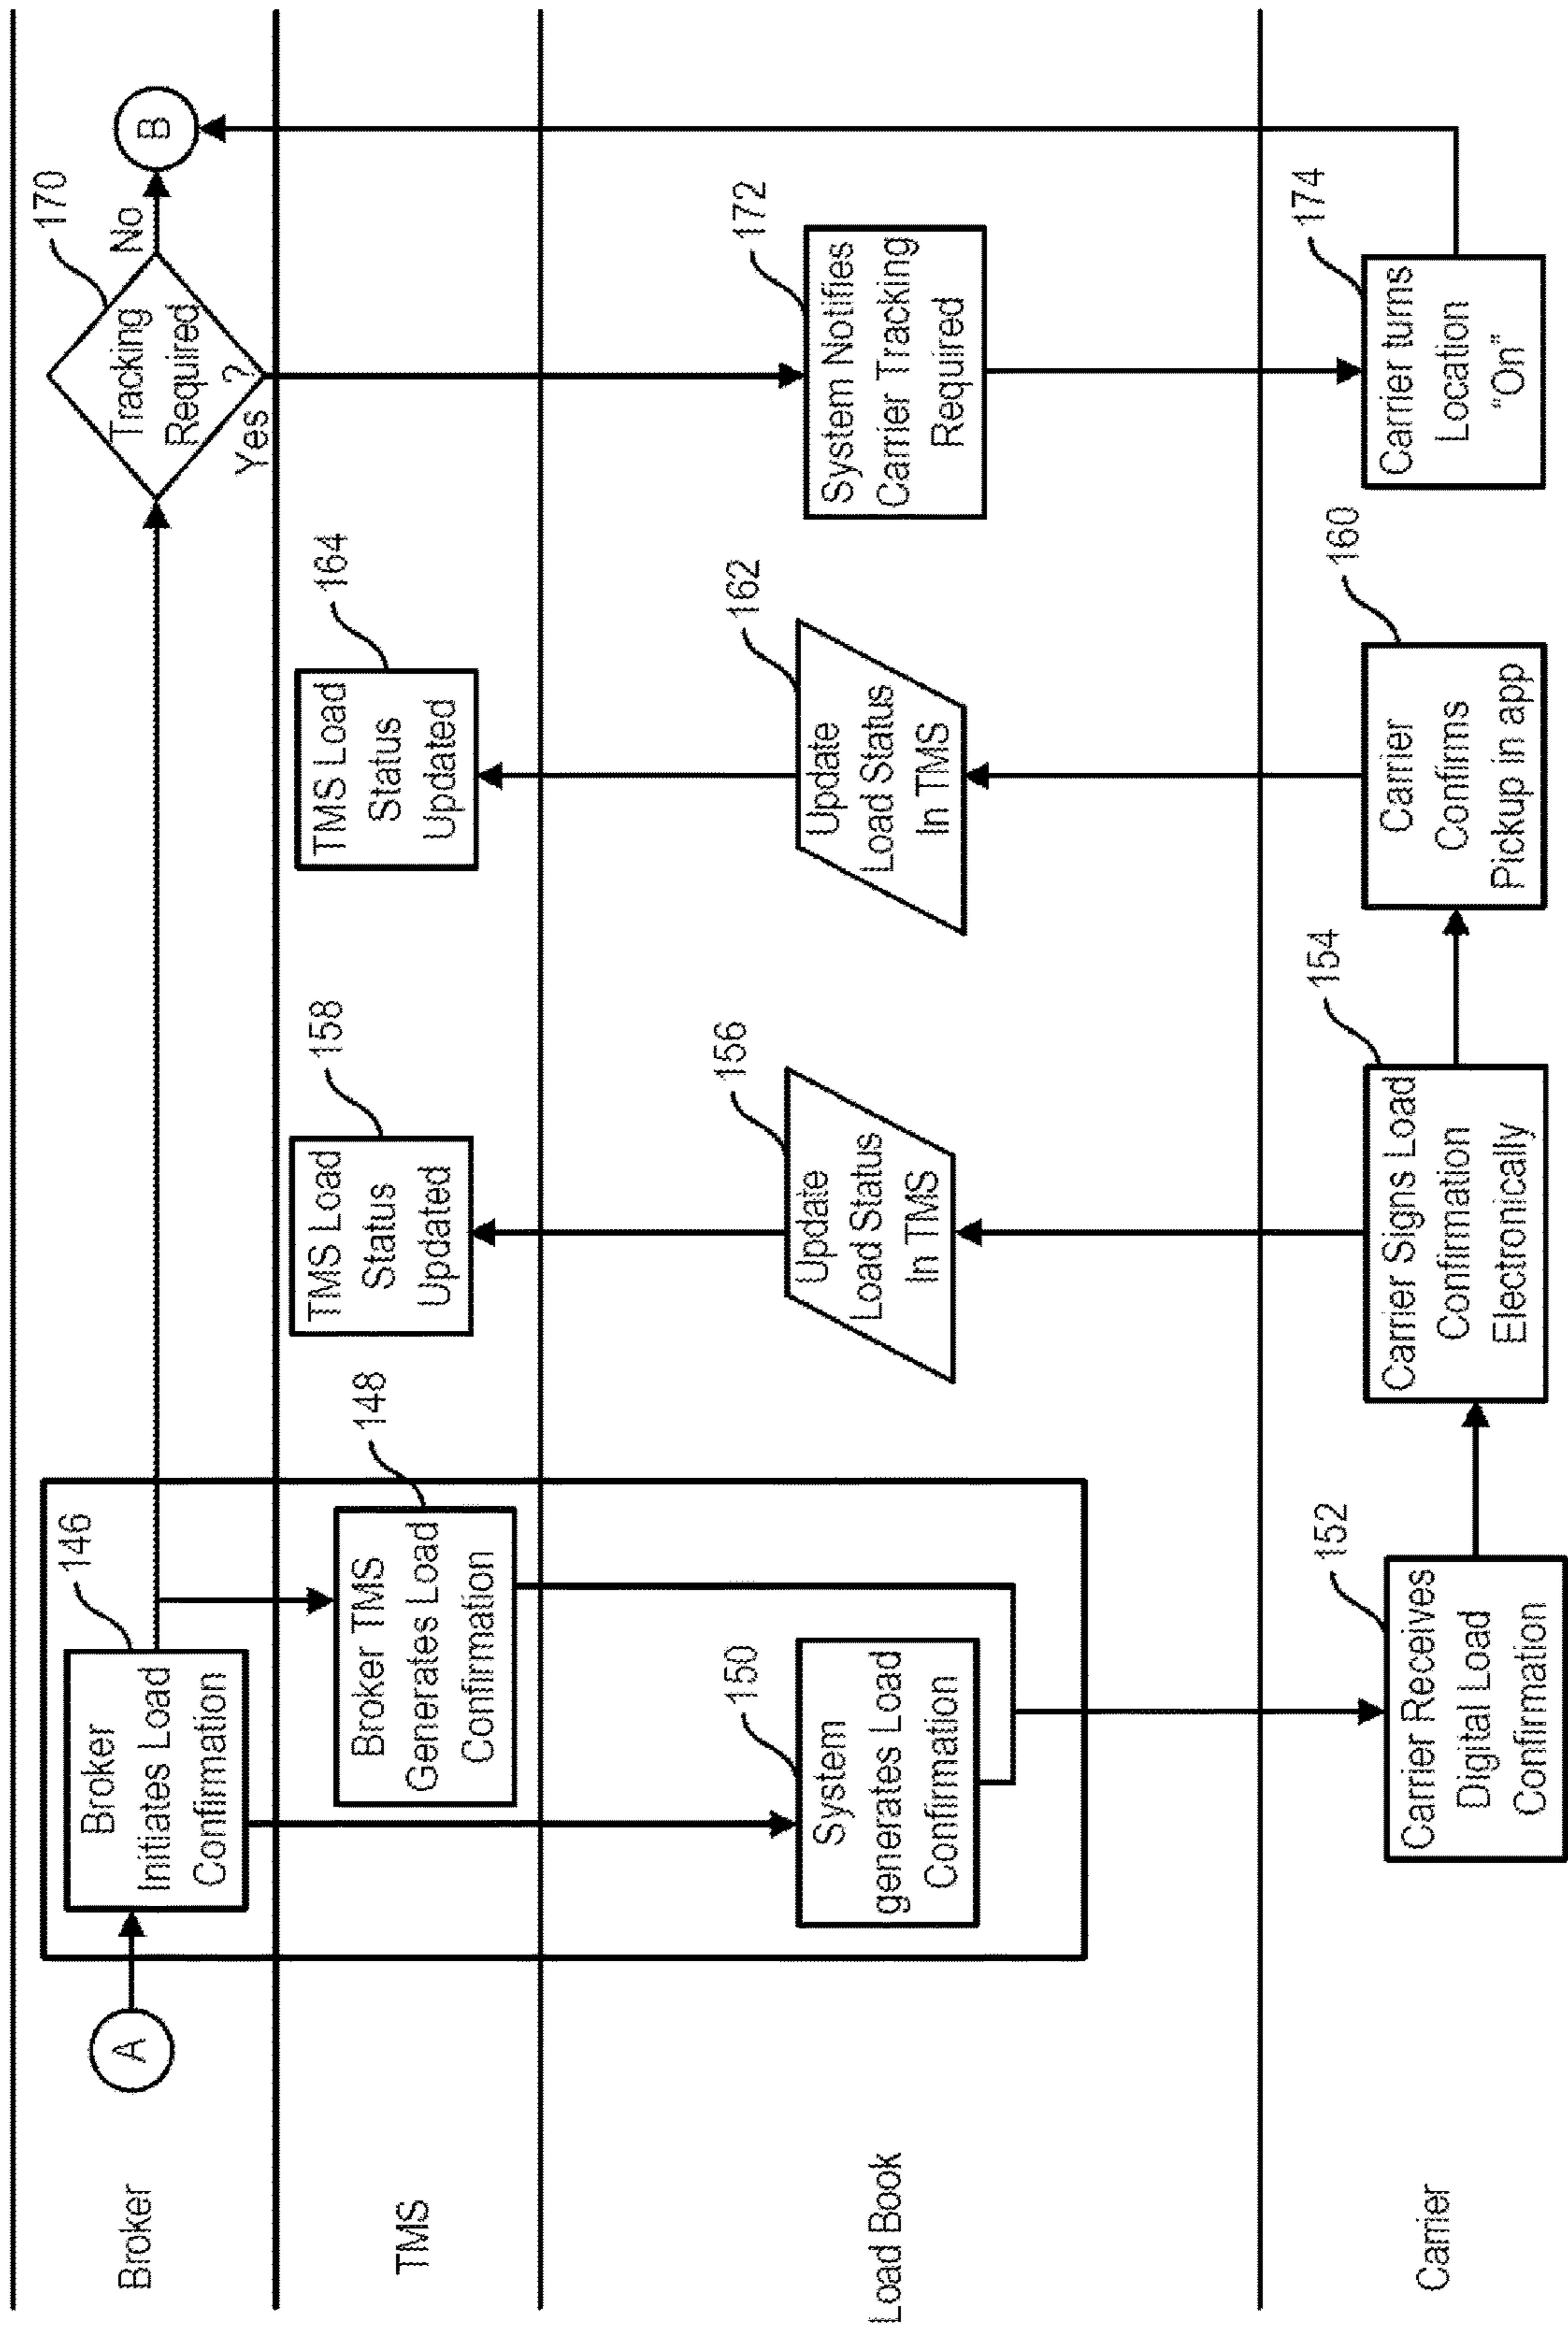 Broker
A
Broker
Initiates Load
Confirmation
146
Tracking
Required
?
170
No
Yes
B
TMS
Broker TMS
Generates Load
Confirmation
148
TMS Load
Status
Updated
158
TMS Load
Status
Updated
164
Load Book
System
generates Load
Confirmation
150
Update
Load Status
In TMS
156
Update
Load Status
In TMS
162
System Notifies
Carrier Tracking
Required
172
Carrier
Carrier Receives
Digital Load
Confirmation
152
Carrier Signs Load
Confirmation
Electronically
154
Carrier
Confirms
Pickup in app
160
Carrier turns
Location
"On"
174